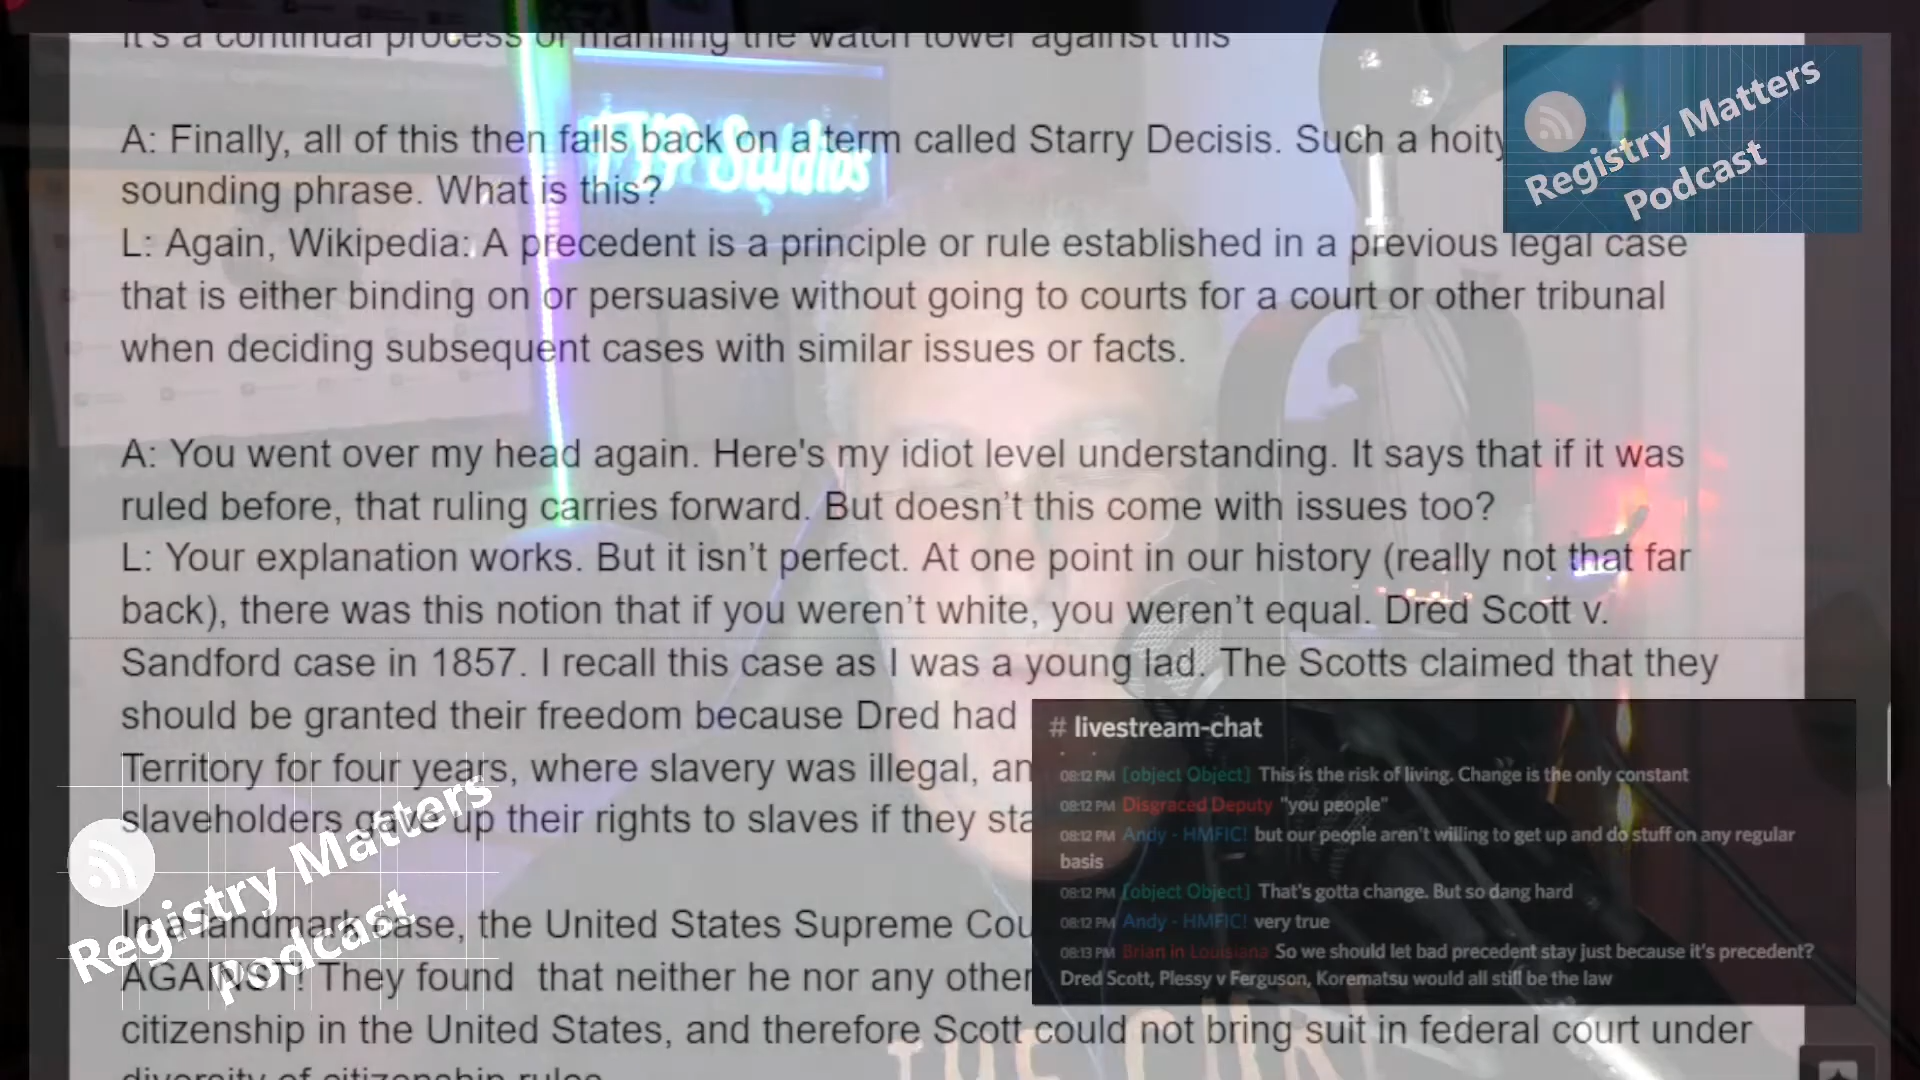 It's a continual process of manning the watch tower against this
Registry Matters
Podcast
A: Finally, all of this then falls back on a term called Starry Decisis. Such a hoity
sounding phrase. What is this?
FYP Studios
L: Again, Wikipedia: A precedent is a principle or rule established in a previous legal case
that is either binding on or persuasive without going to courts for a court or other tribunal
when deciding subsequent cases with similar issues or facts.
A: You went over my head again. Here's my idiot level understanding. It says that if it was
ruled before, that ruling carries forward. But doesn't this come with issues too?
L: Your explanation works. But it isn't perfect. At one point in our history (really not that far
back), there was this notion that if you weren't white, you weren't equal. Dred Scott v.
Sandford case in 1857. I recall this case as I was a young lad. The Scotts claimed that they
should be granted their freedom because Dred had
Territory for four years, where slavery was illegal, an
slaveholders gave up their rights to slaves if they sta
In a landmark case, the United States Supreme Cou
AGAINST! They found that neither he nor any other
citizenship in the United States, and therefore Scott could not bring suit in federal court under
diversity of citizenship rules
Registry Matters
Podcast
# livestream-chat
08:12 PM [object Object] This is the risk of living. Change is the only constant
08:12 PM Disgraced Deputy "you people"
08:12 PM Andy - HMFIC! but our people aren't willing to get up and do stuff on any regular
basis
08:12 PM [object Object] That's gotta change. But so dang hard
08:12 PM Andy - HMFIC! very true
08:13 PM Brian in Louisiana So we should let bad precedent stay just because it's precedent?
Dred Scott, Plessy v Ferguson, Korematsu would all still be the law